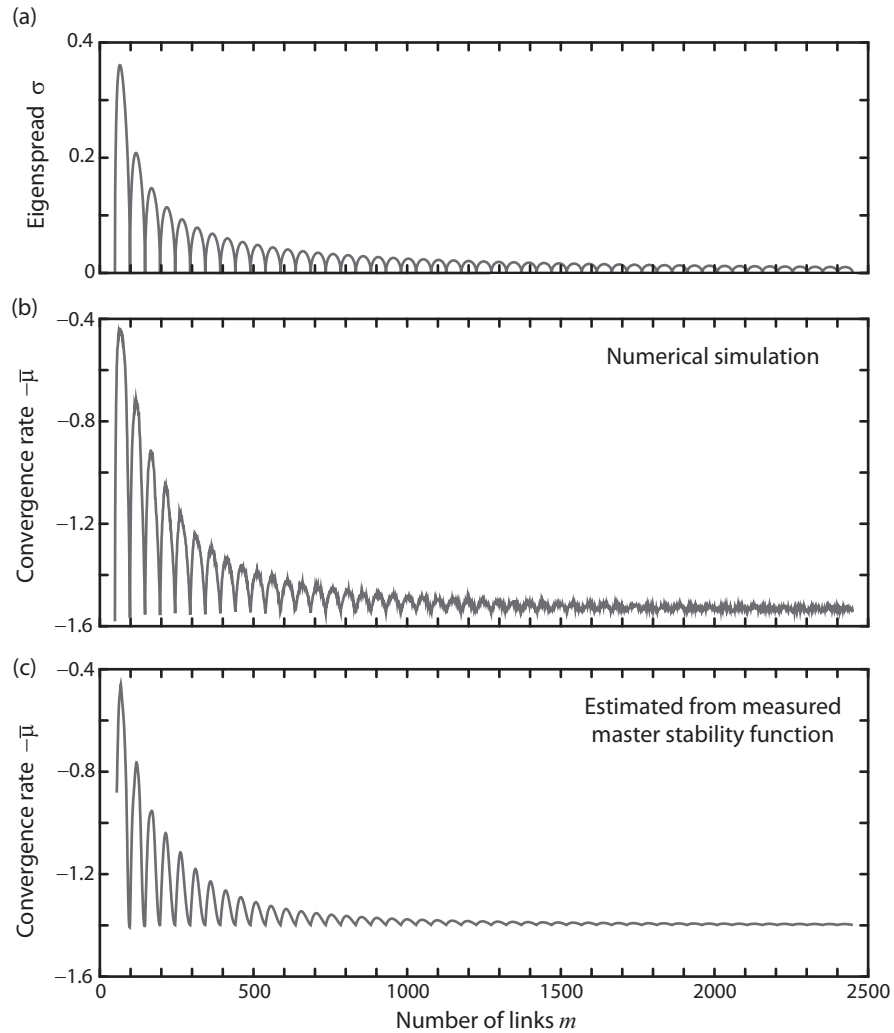 (a)
0.4
0.2
0
Eigenspread σ
(b)
−0.4
−0.8
−1.2
−1.6
Convergence rate −μ̅
Numerical simulation
(c)
−0.4
−0.8
−1.2
−1.6
Convergence rate −μ̅
Estimated from measured
master stability function
0 500 1000 1500 2000 2500
Number of links m